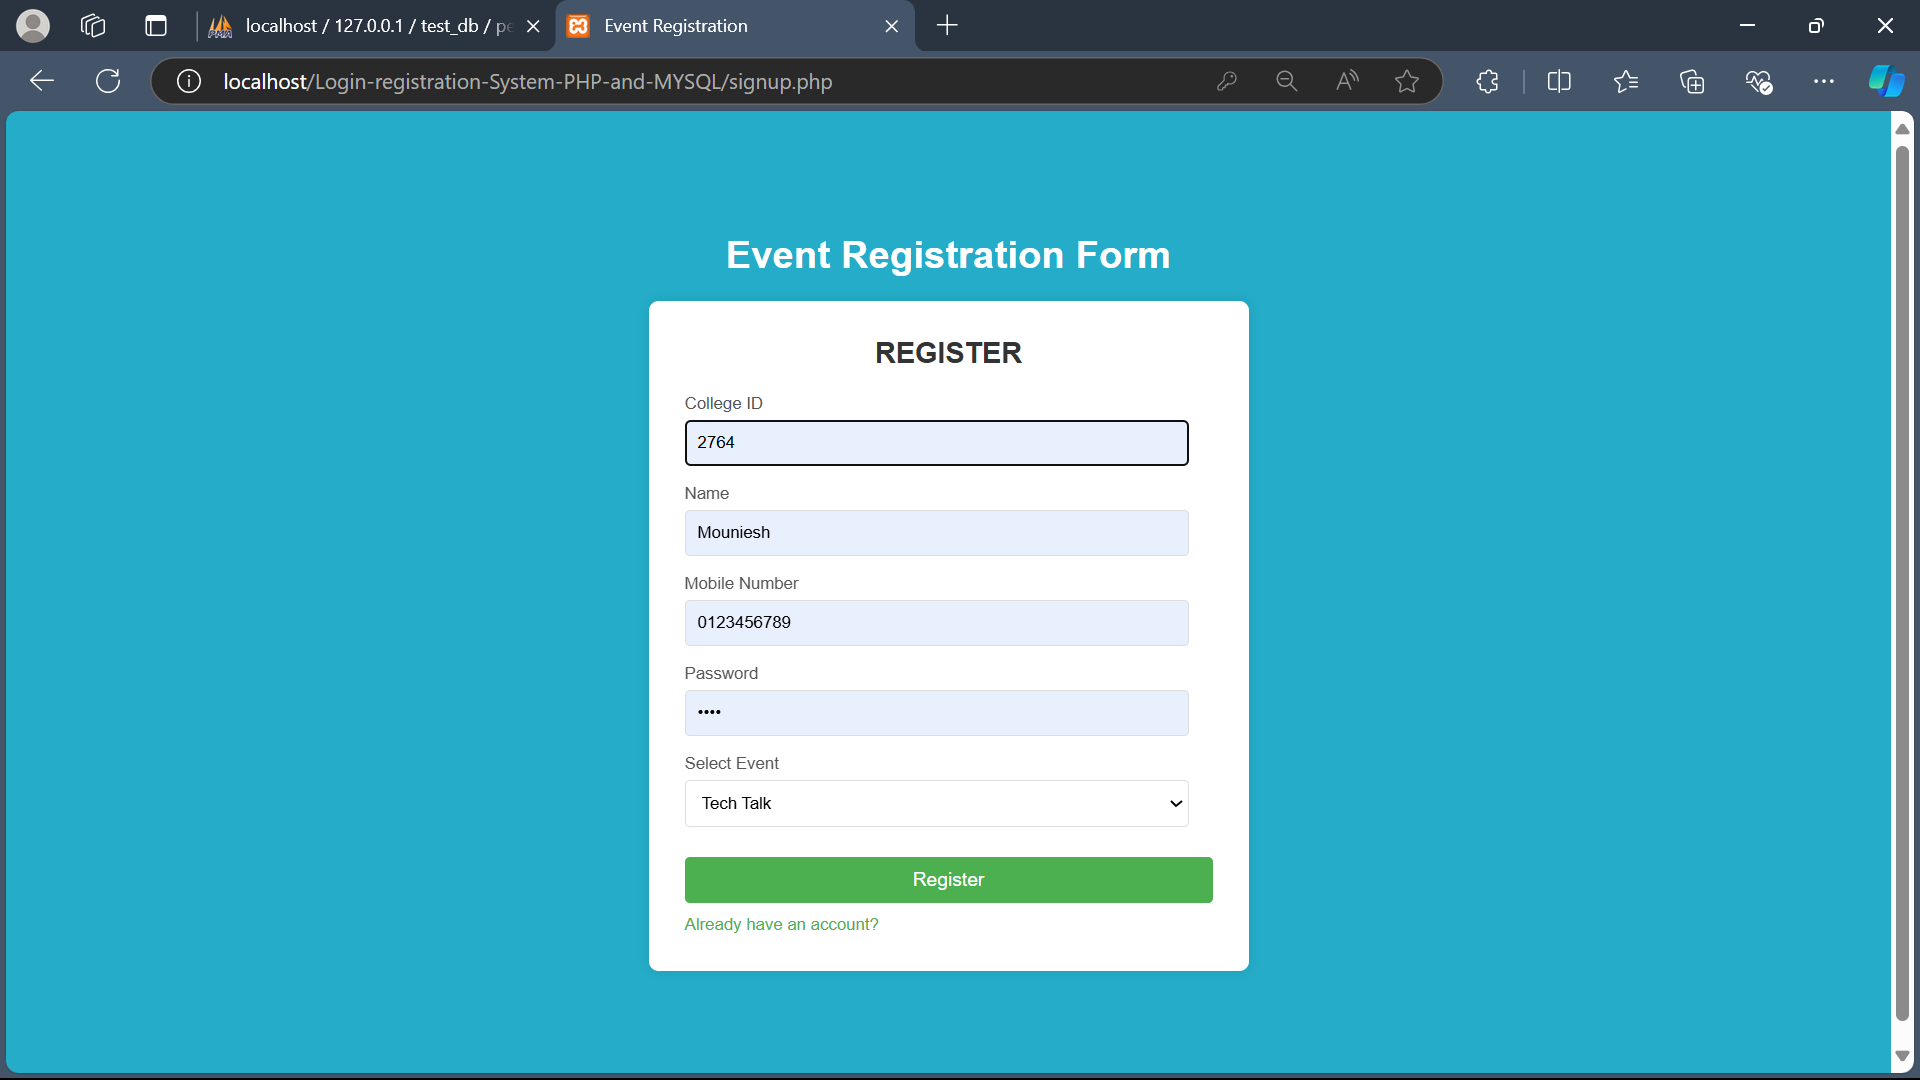 localhost / 127.0.0.1 / test_db / pe
Event Registration
localhost/Login-registration-System-PHP-and-MYSQL/signup.php
Event Registration Form
REGISTER
College ID
2764
Name
Mouniesh
Mobile Number
0123456789
Password
••••
Select Event
Tech Talk
Register
Already have an account?